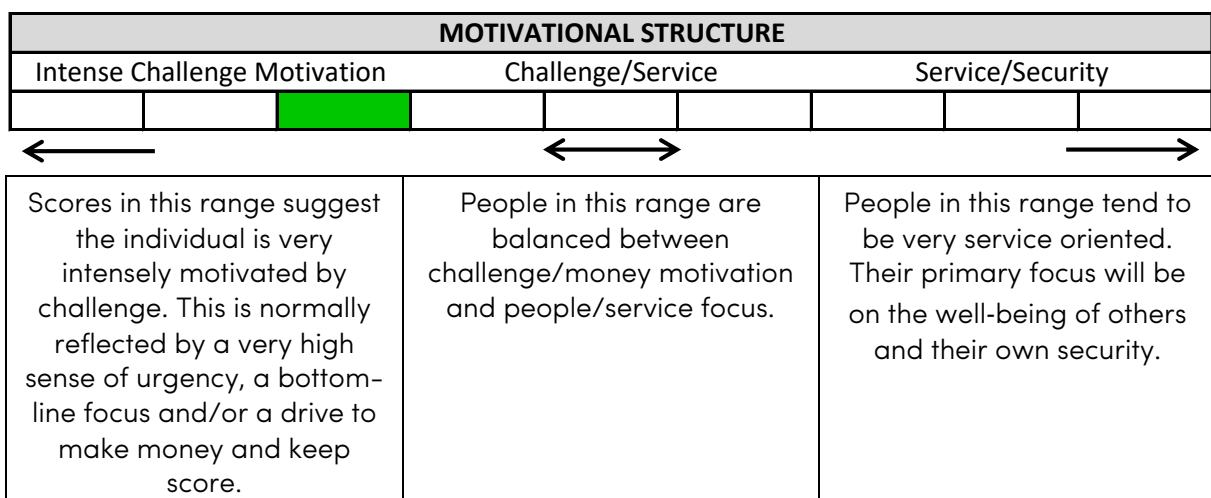 MOTIVATIONAL STRUCTURE
Intense Challenge Motivation
Challenge/Service
Service/Security
Scores in this range suggest
the individual is very
intensely motivated by
challenge. This is normally
reflected by a very high
sense of urgency, a bottom-
line focus and/or a drive to
make money and keep
score.
People in this range are
balanced between
challenge/money motivation
and people/service focus.
People in this range tend to
be very service oriented.
Their primary focus will be
on the well-being of others
and their own security.